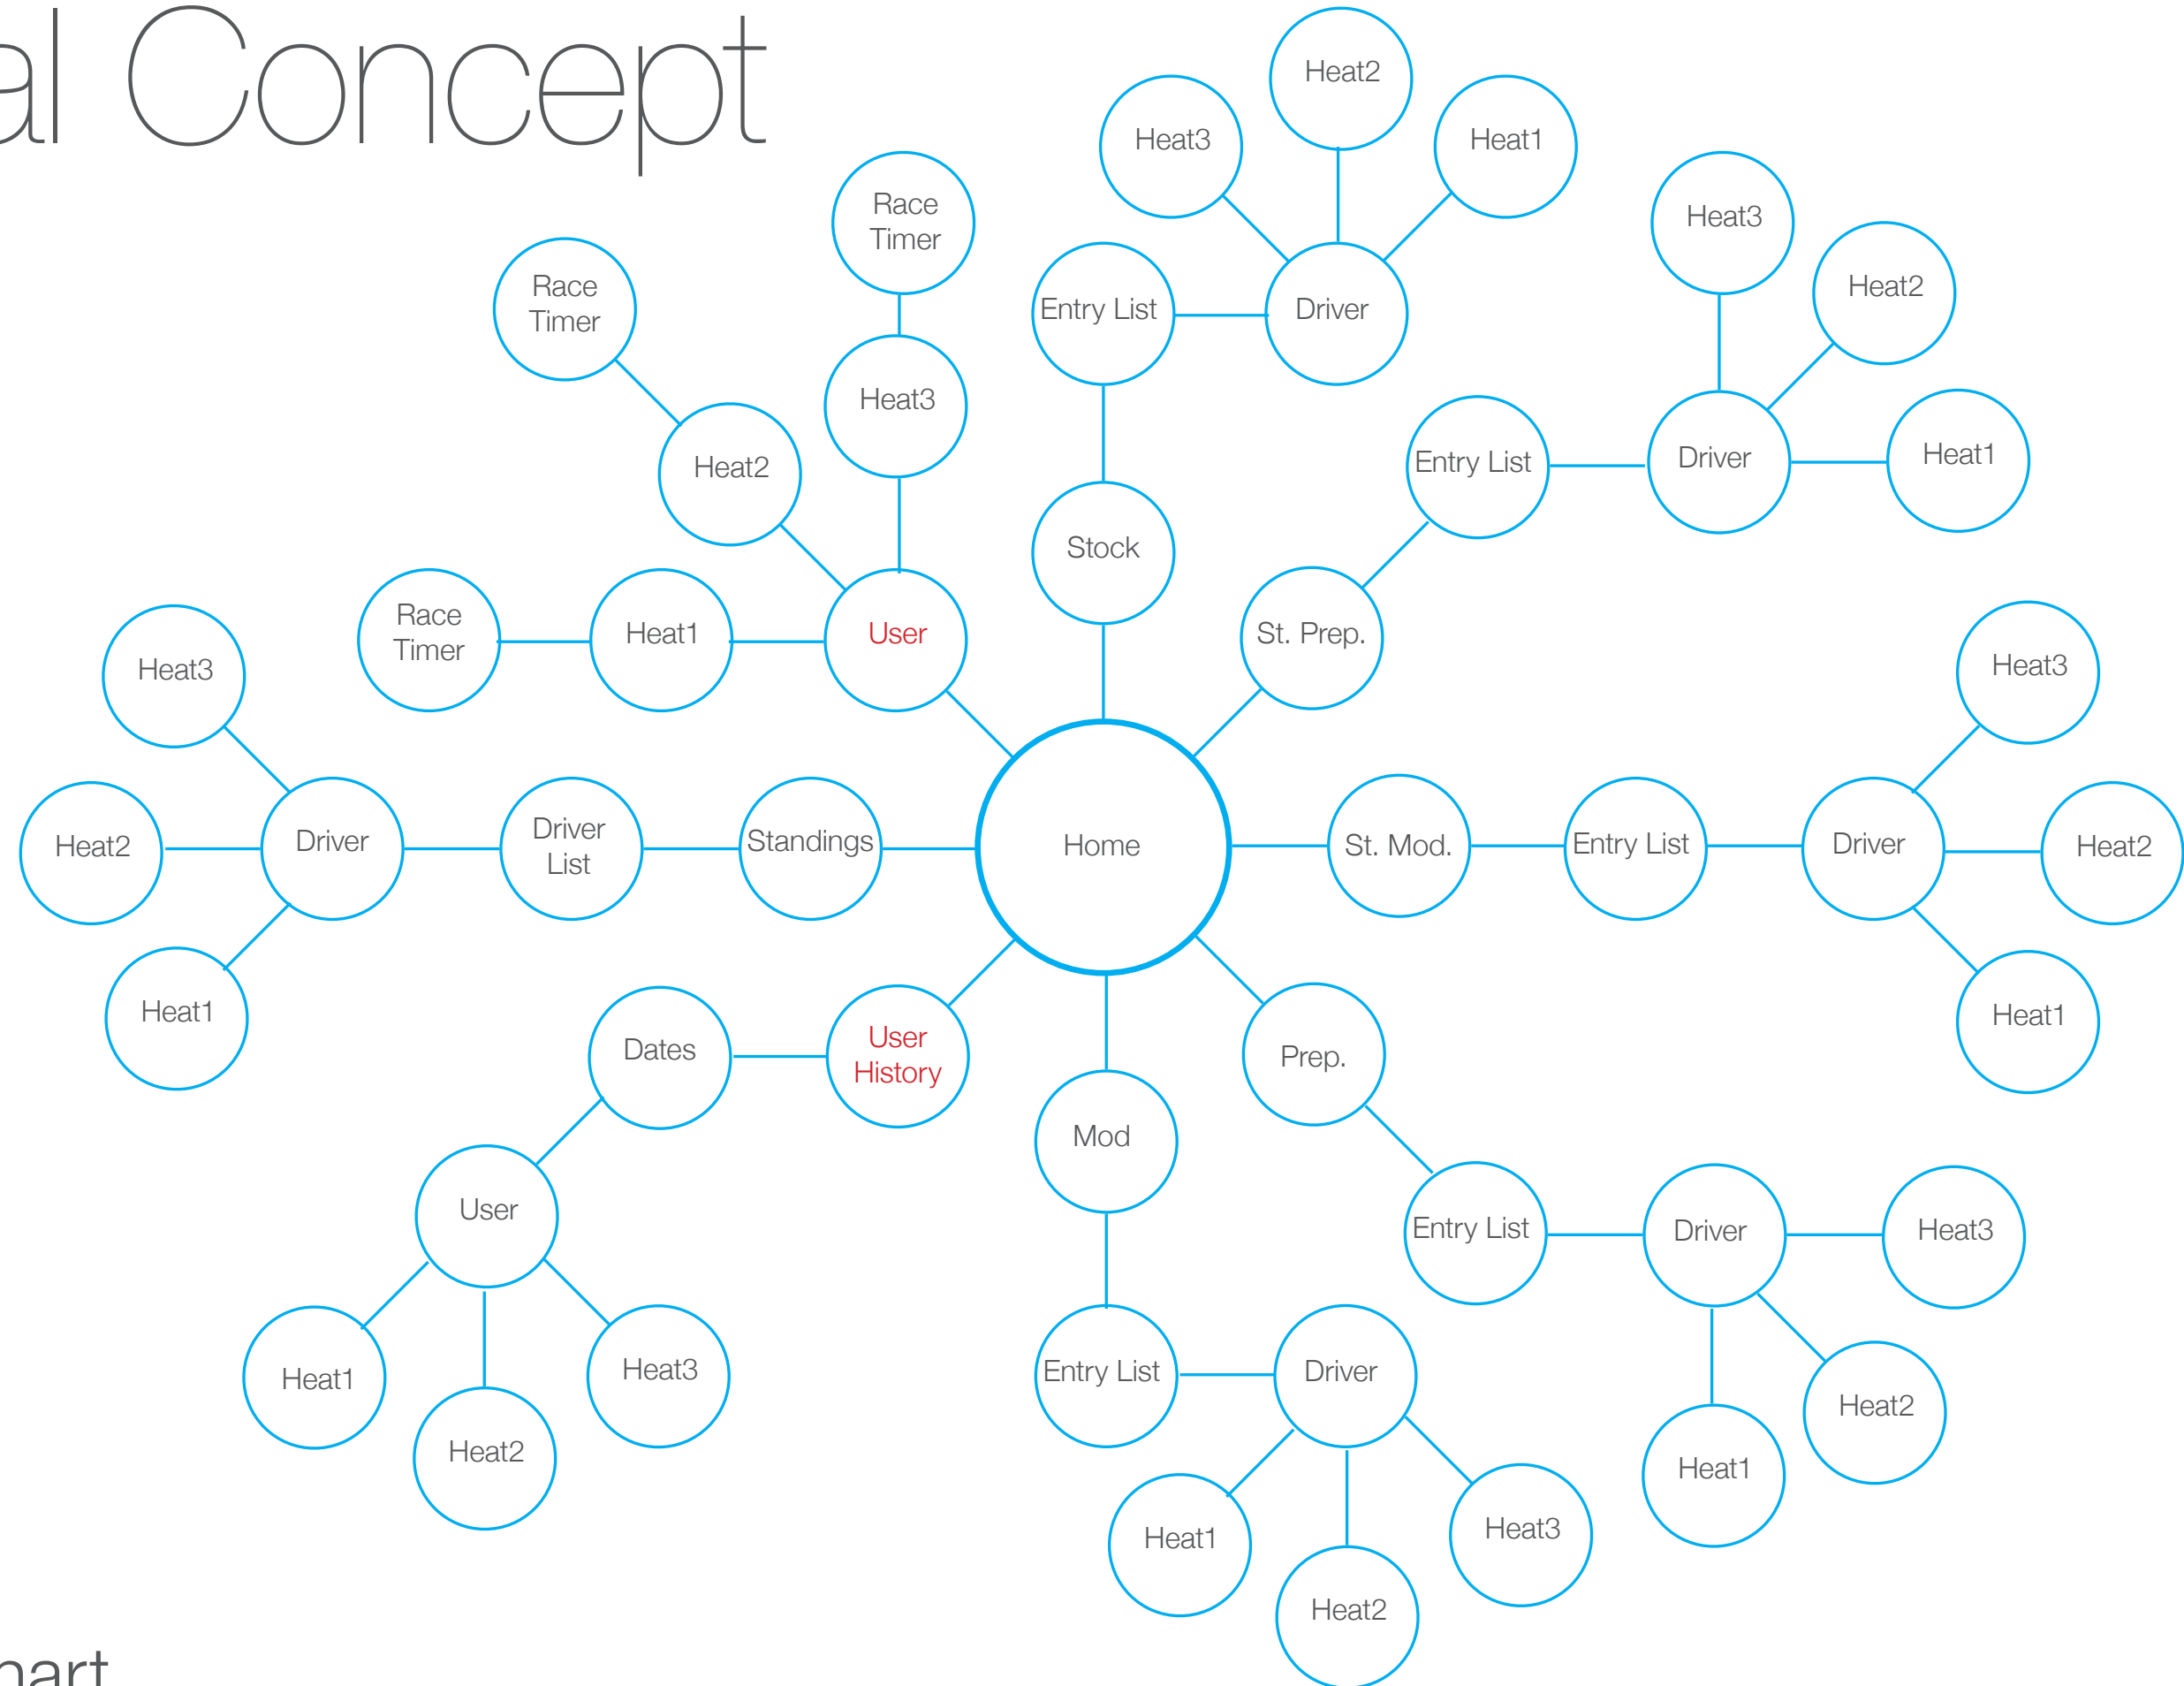 al Concept
Heat2
Heat3
Heat1
Race
Timer
Heat3
Race
Timer
Heat2
Entry List
Driver
Heat3
Heat2
Entry List
Driver
Heat1
Stock
Race
Timer
Heat1
User
St. Prep.
Heat3
Heat3
Heat2
Driver
Driver
List
Standings
Home
St. Mod.
Entry List
Driver
Heat2
Heat1
Heat1
Dates
User
History
Prep.
Mod
User
Entry List
Driver
Heat3
Heat1
Heat3
Entry List
Driver
Heat2
Heat2
Heat1
Heat1
Heat3
Heat2
hart